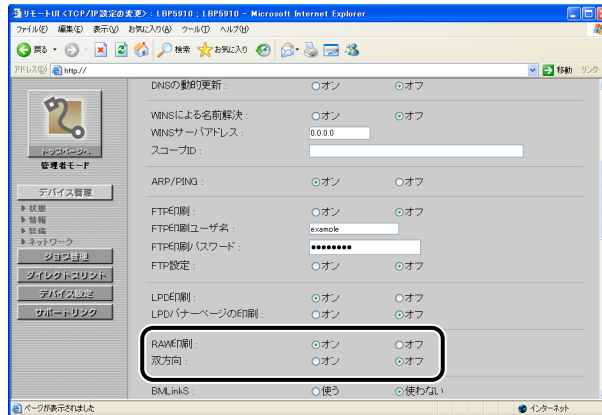 リモートUI <TCP/IP設定の変更> : LBP5910 ; LBP5910 - Microsoft Internet Explorer
ファイル(F) 編集(E) 表示(V) お気に入り(A) ツール(T) ヘルプ(H)
戻る 検索 お気に入り
アドレス(D) http:// 移動 リンク
トップページへ
管理者モード
デバイス管理
状態
情報
装備
ネットワーク
ジョブ管理
ダイレクトプリント
デバイス設定
サポートリンク
DNSの動的更新 : オン オフ
WINSによる名前解決 : オン オフ
WINSサーバアドレス : 0.0.0.0
スコープID :
ARP/PING : オン オフ
FTP印刷 : オン オフ
FTP印刷ユーザ名 : example
FTP印刷パスワード : ●●●●●●●●
FTP設定 : オン オフ
LPD印刷 : オン オフ
LPDバナーページの印刷 : オン オフ
RAW印刷 : オン オフ
双方向 : オン オフ
BMLinkS : 使う 使わない
ページが表示されました インターネット